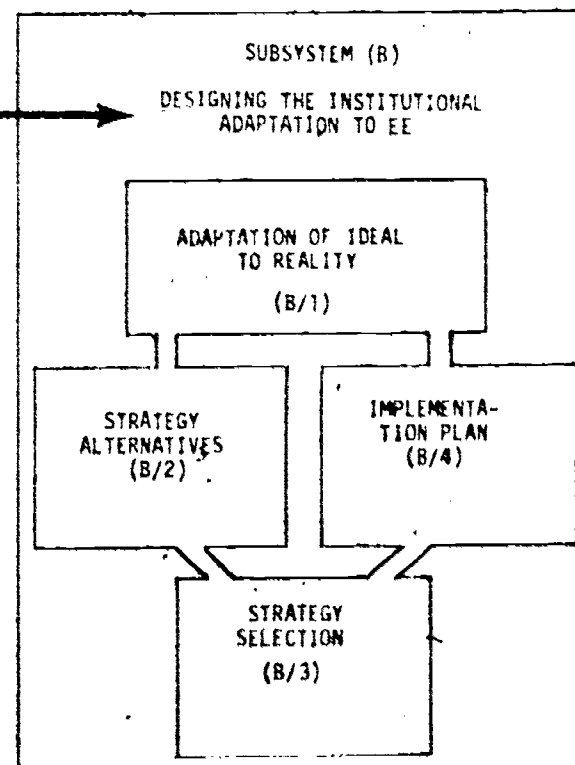 SUBSYSTEM (B)
DESIGNING THE INSTITUTIONAL
ADAPTATION TO EE
ADAPTATION OF IDEAL
TO REALITY
(B/1)
STRATEGY
ALTERNATIVES
(B/2)
IMPLEMENTA-
TION PLAN
(B/4)
STRATEGY
SELECTION
(B/3)